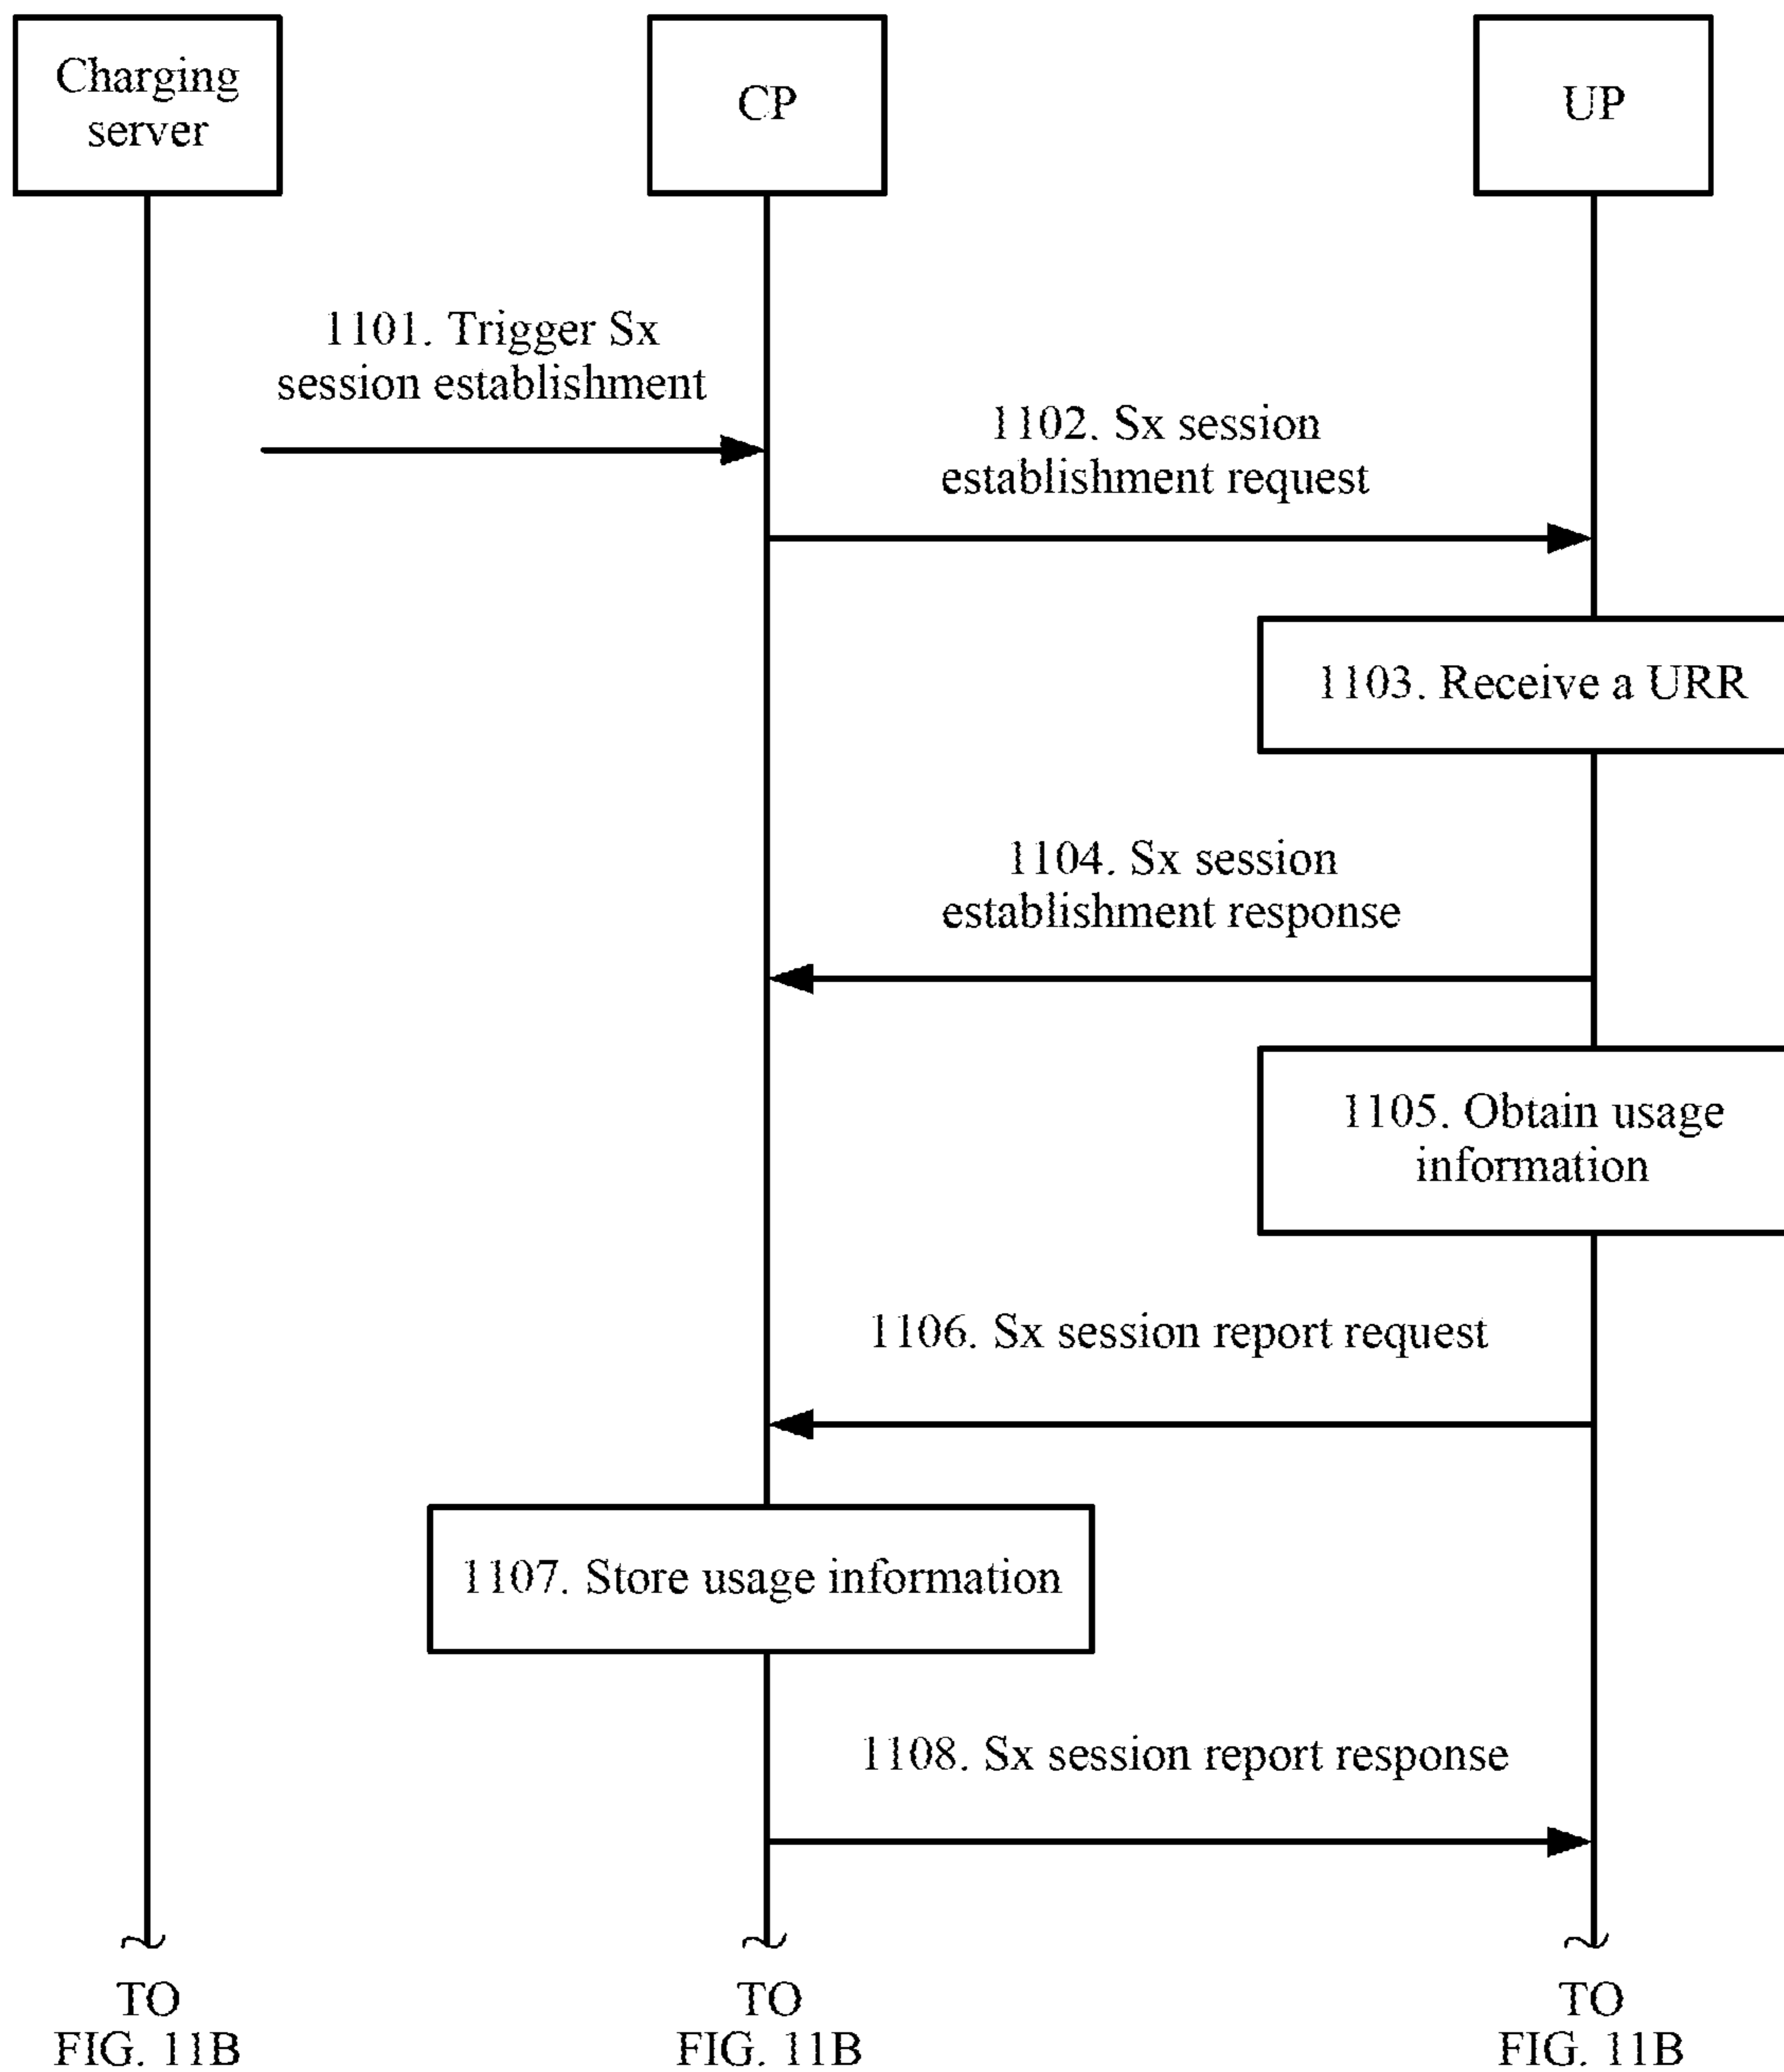 Charging
server
CP
UP
1101. Trigger Sx
session establishment
1102. Sx session
establishment request
1103. Receive a URR
1104. Sx session
establishment response
1105. Obtain usage
information
1106. Sx session report request
1107. Store usage information
1108. Sx session report response
TO
FIG. 11B
TO
FIG. 11B
TO
FIG. 11B